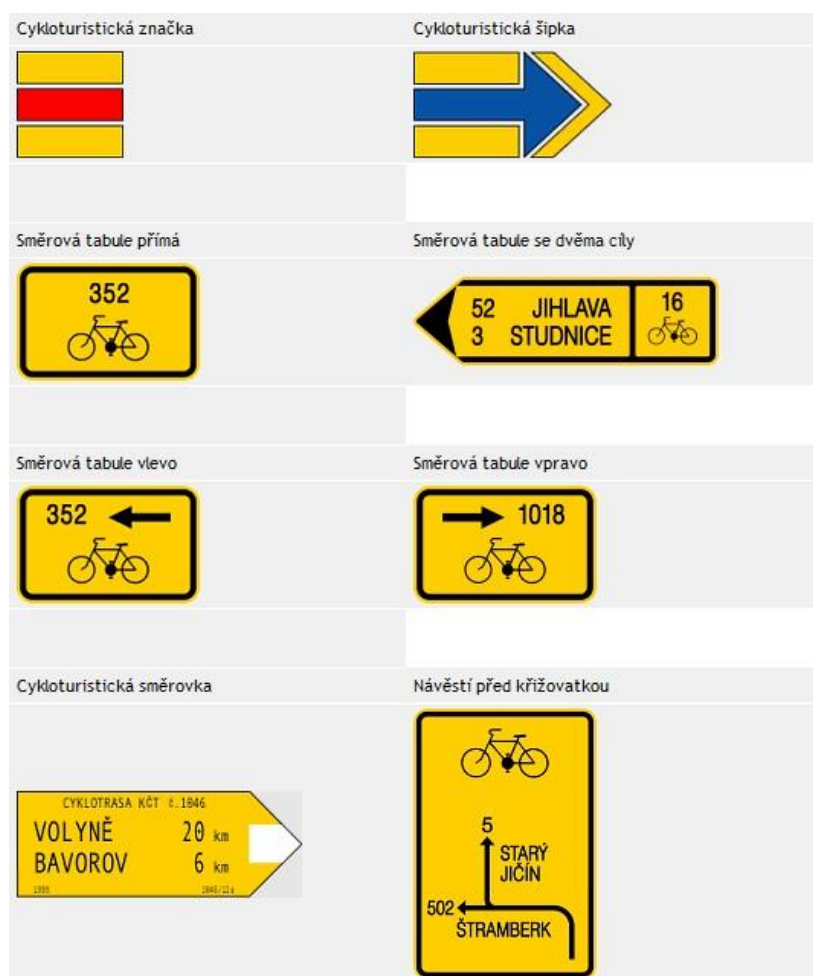 Cykloturistická značka
Cykloturistická šipka
Směrová tabule přímá
Směrová tabule se dvěma cíly
352
52 JIHLAVA
3 STUDNICE
16
Směrová tabule vlevo
Směrová tabule vpravo
352
1018
Cykloturistická směrovka
Návěstí před křižovatkou
CYKLOTRASA KČT č.1046
VOLYNĚ 20 km
BAVOROV 6 km
5
STARÝ
JIČÍN
502
ŠTRAMBERK